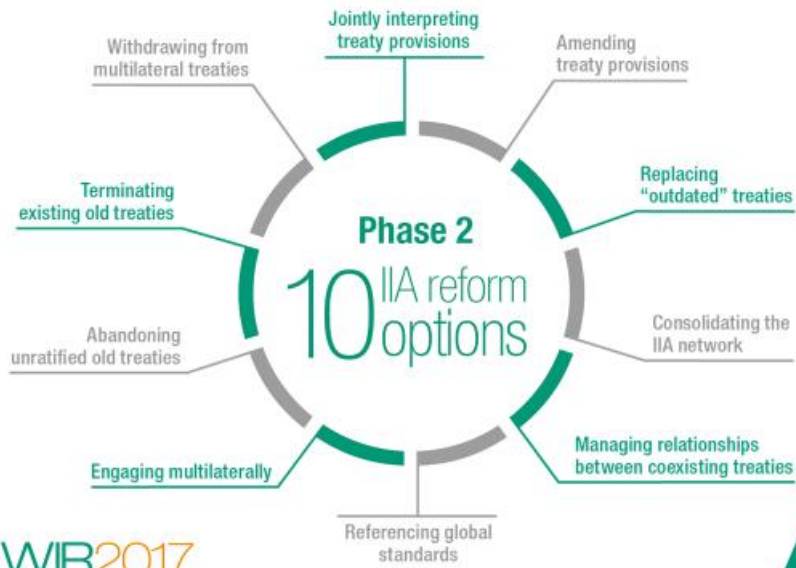 Jointly interpreting
treaty provisions
Amending
treaty provisions
Replacing
“outdated” treaties
Consolidating the
IIA network
Managing relationships
between coexisting treaties
Referencing global
standards
Engaging multilaterally
Abandoning
unratified old treaties
Terminating
existing old treaties
Withdrawing from
multilateral treaties
Phase 2
10 IIA reform
options
WIR2017